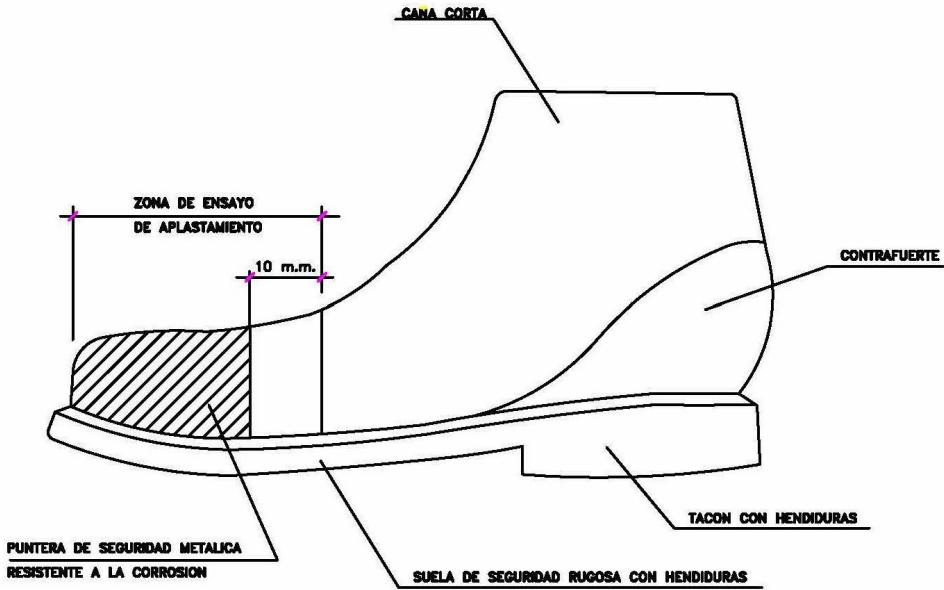 CAÑA CORTA
ZONA DE ENSAYO
DE APLASTAMIENTO
10 m.m.
CONTRAFUERTE
TACON CON HENDIDURAS
PUNTERA DE SEGURIDAD METALICA
RESISTENTE A LA CORROSION
SUELA DE SEGURIDAD RUGOSA CON HENDIDURAS